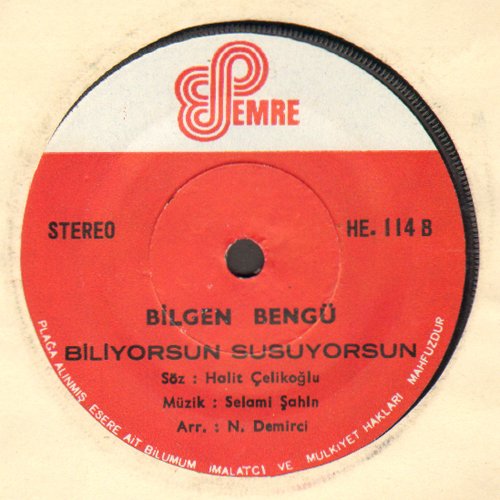 EMRE
STEREO
HE. 114 B
BİLGEN BENGÜ
BİLİYORSUN SUSUYORSUN
Söz : Halit Çelikoğlu
Müzik : Selami Şahin
Arr. : N. Demirci
PLAĞA ALINMIŞ ESERE AİT BİLUMUM İMALATÇI VE MÜLKİYET HAKLARI MAHFUZDUR